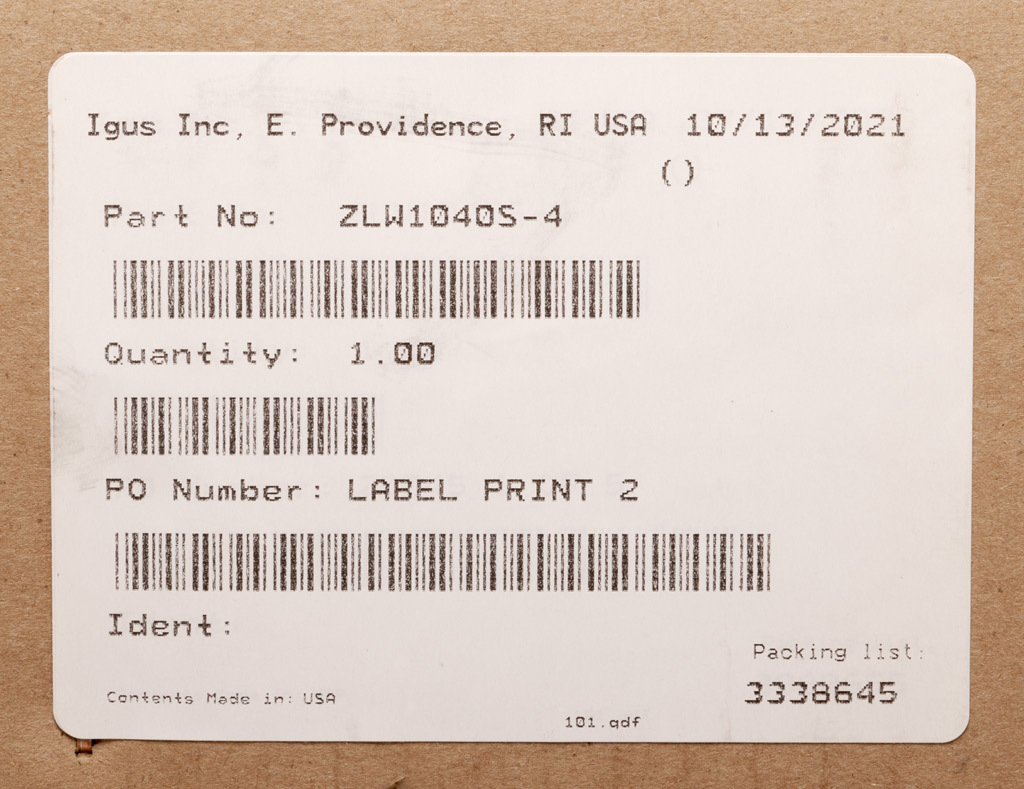 Igus Inc, E. Providence, RI USA 10/13/2021
()
Part No: ZLW1040S-4
Quantity: 1.00
PO Number: LABEL PRINT 2
Ident:
Packing list:
3338645
Contents Made in: USA
101.qdf